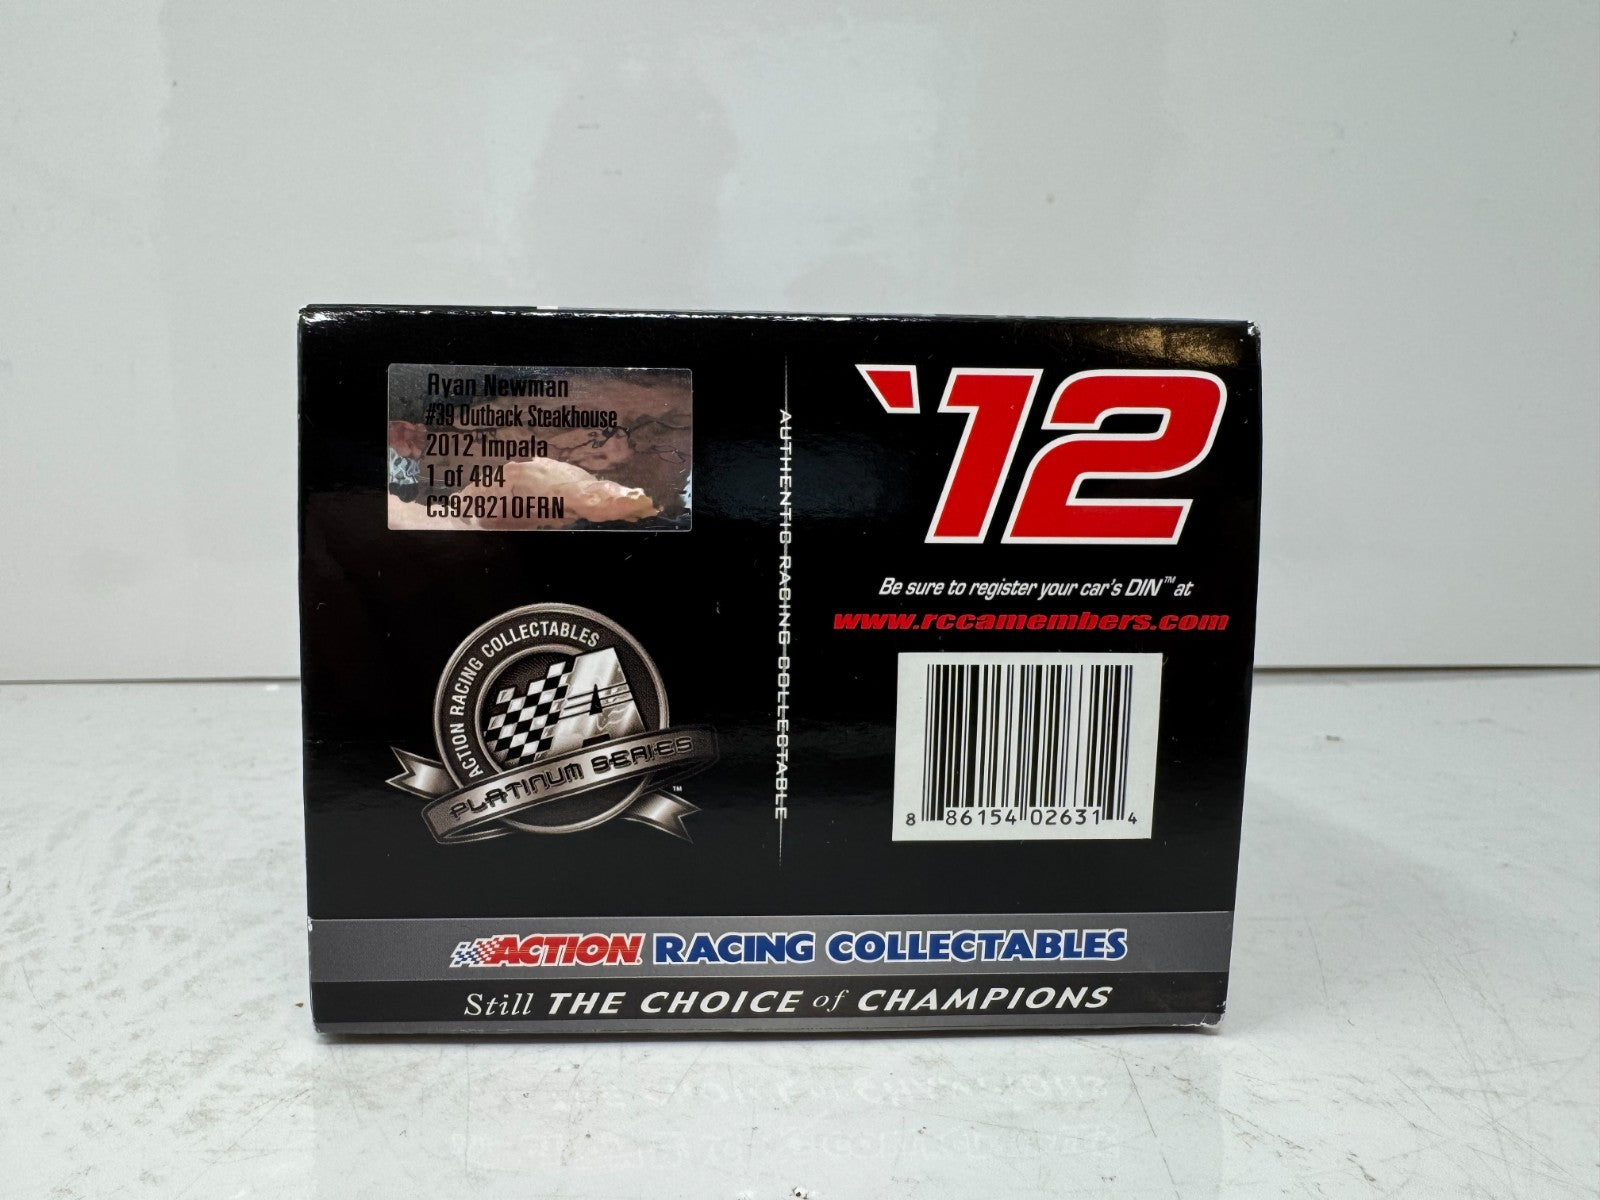 Ryan Newman
#39 Outback Steakhouse
2012 Impala
1 of 484
C392821OFRN
ACTION RACING COLLECTABLES
PLATINUM SERIES
™
AUTHENTIC RACING COLLECTABLE
'12
Be sure to register your car's DIN™ at
www.rccamembers.com
8 86154 02631 4
ACTION RACING COLLECTABLES
Still THE CHOICE of CHAMPIONS